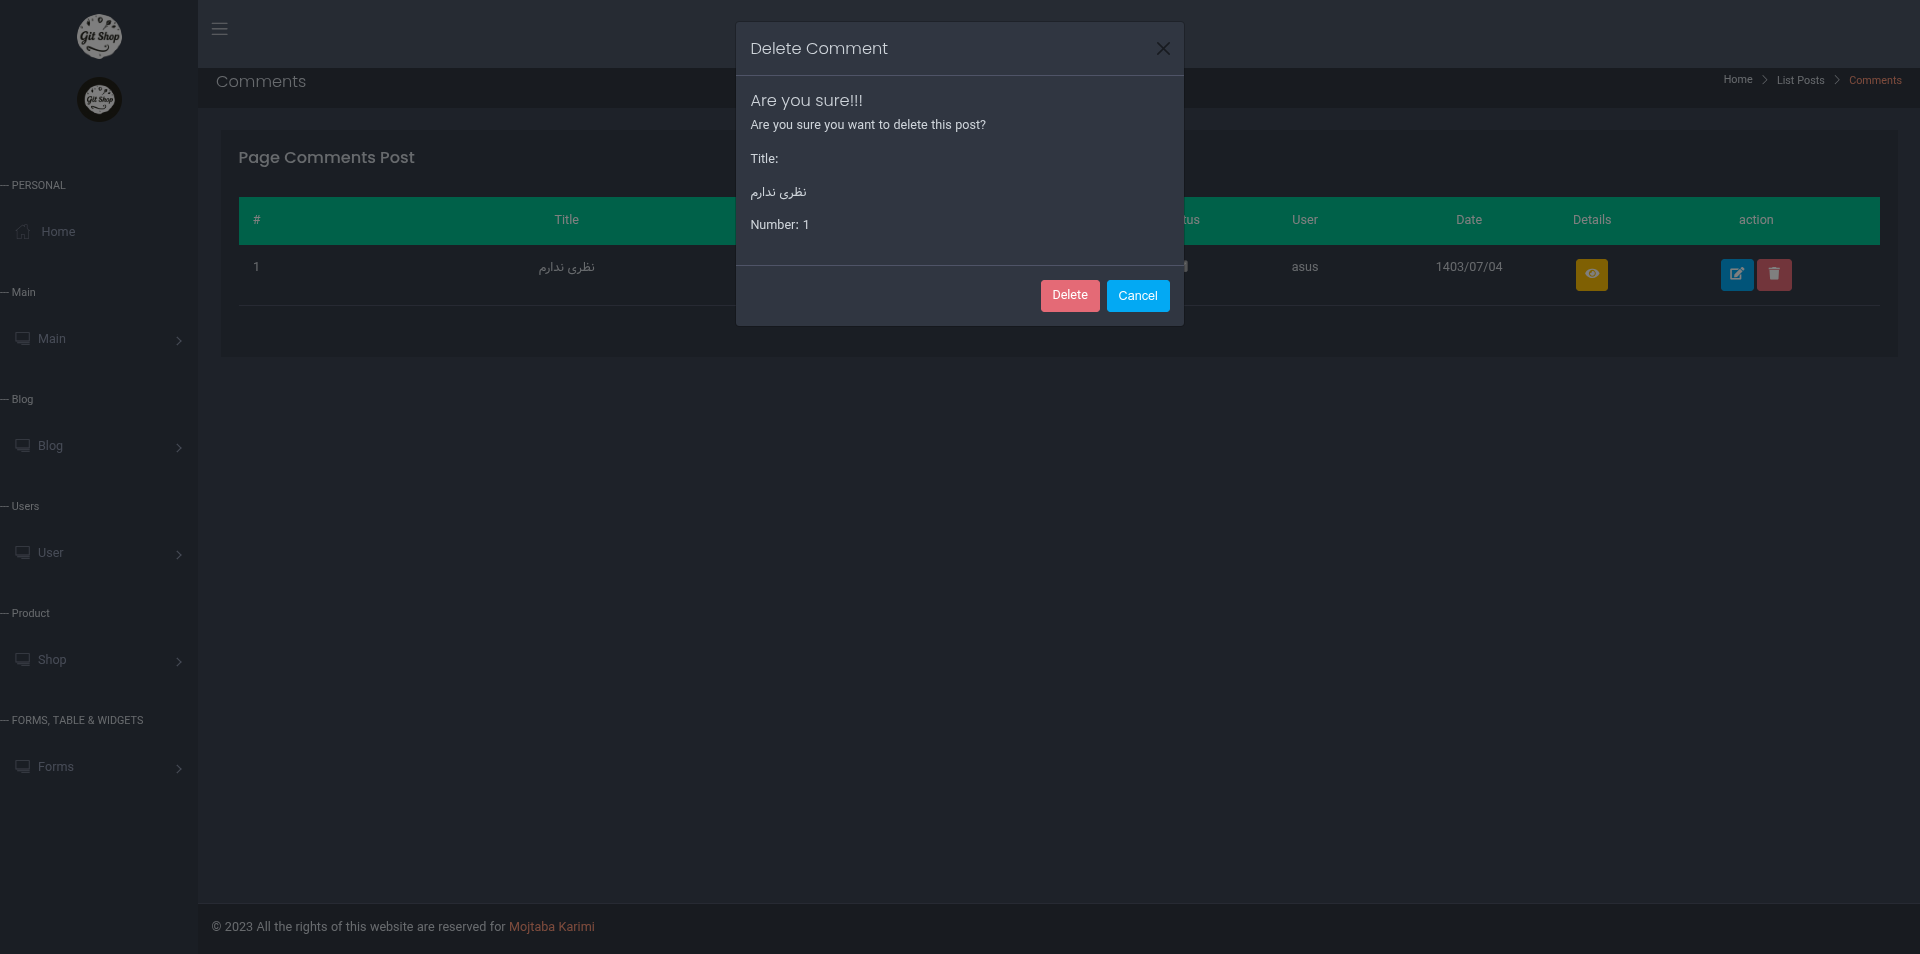 Git Shop
Git Shop
PERSONAL
Home
Main
Main
Blog
Blog
Users
User
Product
Shop
FORMS, TABLE & WIDGETS
Forms
Comments
Home List Posts Comments
Page Comments Post
# Title tus User Date Details action
1 نظری ندارم asus 1403/07/04
Delete Comment
Are you sure!!!
Are you sure you want to delete this post?
Title:
نظری ندارم
Number: 1
Delete Cancel
© 2023 All the rights of this website are reserved for Mojtaba Karimi